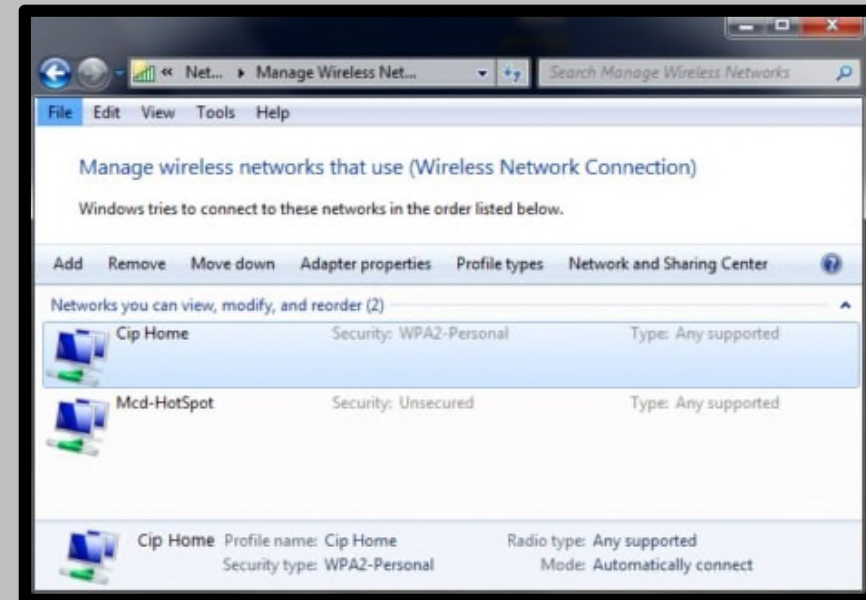 « Net... Manage Wireless Net... Search Manage Wireless Networks
File Edit View Tools Help
Manage wireless networks that use (Wireless Network Connection)
Windows tries to connect to these networks in the order listed below.
Add Remove Move down Adapter properties Profile types Network and Sharing Center
Networks you can view, modify, and reorder (2)
Cip Home Security: WPA2-Personal Type: Any supported
Mcd-HotSpot Security: Unsecured Type: Any supported
Cip Home Profile name: Cip Home Radio type: Any supported
Security type: WPA2-Personal Mode: Automatically connect